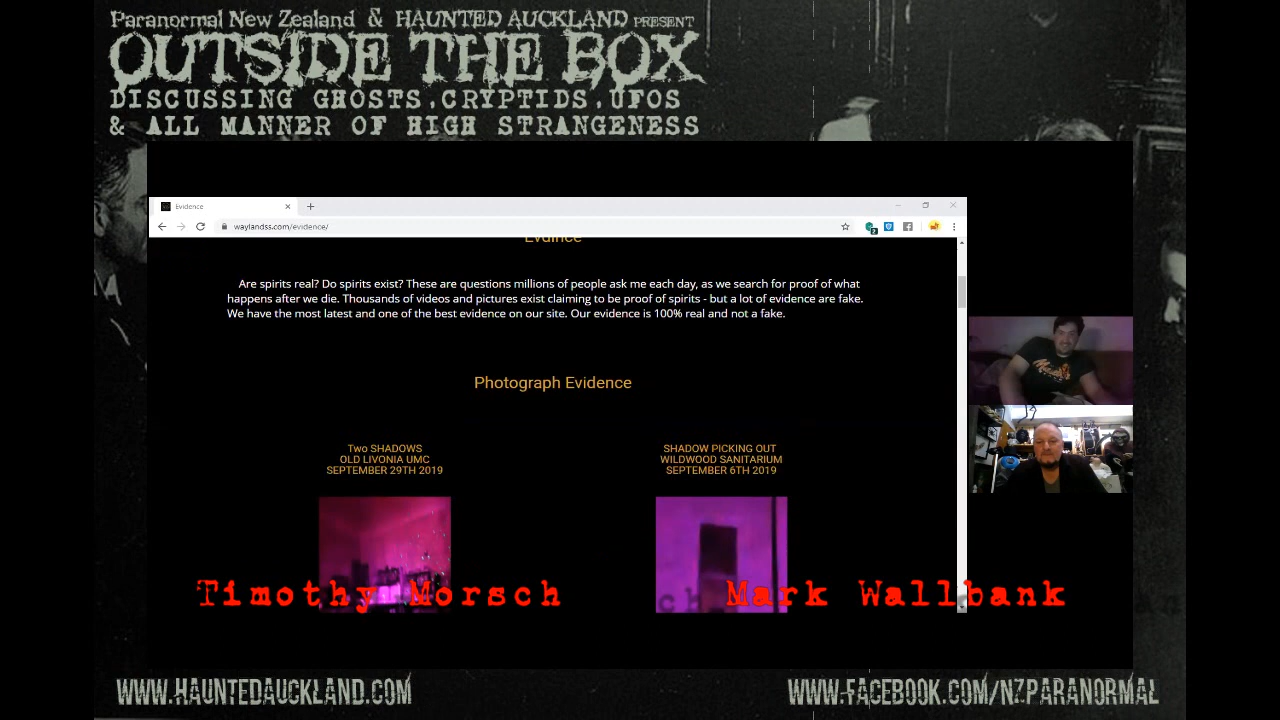 Paranormal New Zealand & HAUNTED AUCKLAND PRESENT
OUTSIDE THE BOX
DISCUSSING GHOSTS.CRYPTIDS.UFOS
& ALL MANNER OF HIGH STRANGENESS
Evidence
waylandss.com/evidence/
Evdince
Are spirits real? Do spirits exist? These are questions millions of people ask me each day, as we search for proof of what
happens after we die. Thousands of videos and pictures exist claiming to be proof of spirits - but a lot of evidence are fake.
We have the most latest and one of the best evidence on our site. Our evidence is 100% real and not a fake.
Photograph Evidence
Two SHADOWS
OLD LIVONIA UMC
SEPTEMBER 29TH 2019
SHADOW PICKING OUT
WILDWOOD SANITARIUM
SEPTEMBER 6TH 2019
Timothy Morsch
Mark Wallbank
WWW.HAUNTEDAUCKLAND.COM
WWW.FACEBOOK.COM/NZPARANORMAL